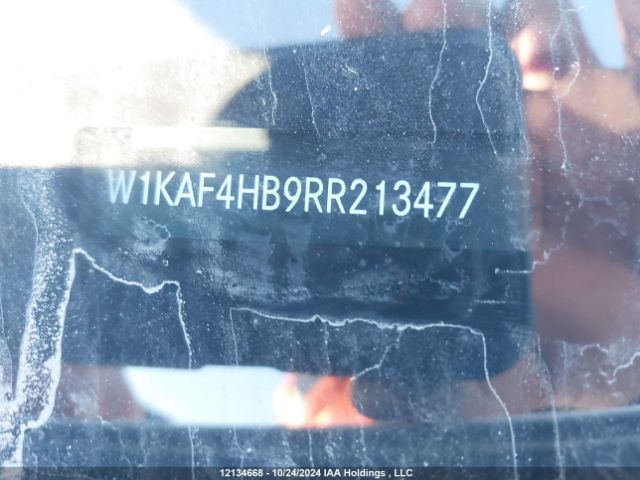 W1KAF4HB9RR213477
12134668 - 10/24/2024 IAA Holdings , LLC